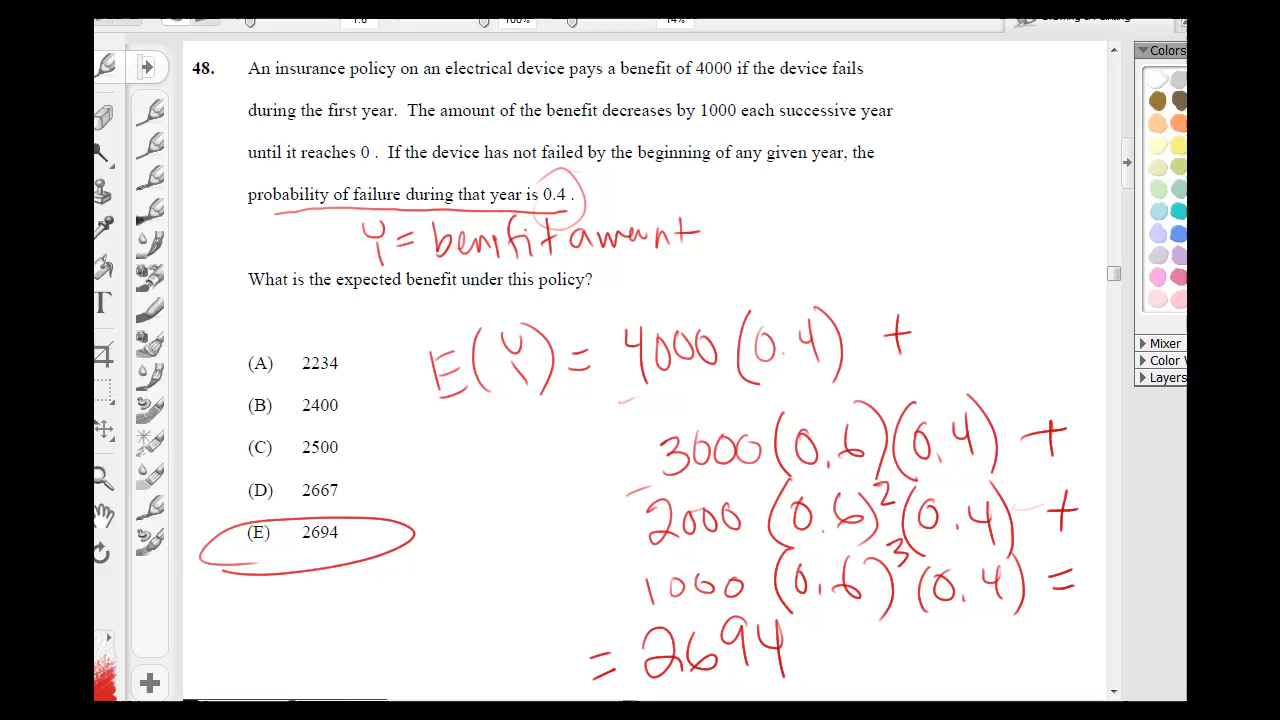 100%
14%
48. An insurance policy on an electrical device pays a benefit of 4000 if the device fails
during the first year. The amount of the benefit decreases by 1000 each successive year
until it reaches 0 . If the device has not failed by the beginning of any given year, the
probability of failure during that year is 0.4 .
Y = benifit amount
What is the expected benefit under this policy?
E(Y) = 4000(0.4) +
3000(0.6)(0.4) +
2000(0.6)²(0.4) +
1000(0.6)³(0.4) =
= 2694
(A) 2234
(B) 2400
(C) 2500
(D) 2667
(E) 2694
Colors
Mixer
Color
Layers